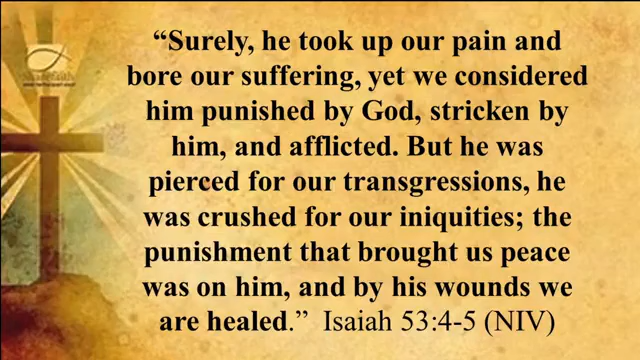 “Surely, he took up our pain and
bore our suffering, yet we considered
him punished by God, stricken by
him, and afflicted. But he was
pierced for our transgressions, he
was crushed for our iniquities; the
punishment that brought us peace
was on him, and by his wounds we
are healed.”  Isaiah 53:4-5 (NIV)
Sharefaith